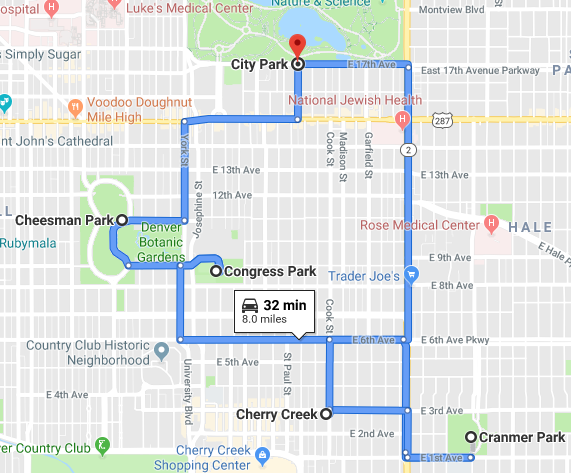 Hospital
Luke's Medical Center
Nature & Science
Montview Blvd
s Simply Sugar
City Park
E 17th Ave
East 17th Avenue Parkway
PA
Voodoo Doughnut
Mile High
National Jewish Health
287
nt John's Cathedral
York St
Cook St
Madison St
Garfield St
2
E 13th Ave
E 13th Ave
12th Ave
Josephine St
Cheesman Park
LL
Denver
Botanic
Gardens
Rose Medical Center
HALE
Rubymala
E Hale P
Congress Park
E 9th Ave
Trader Joe's
E 8th Ave
32 min
8.0 miles
Cook St
Country Club Historic
Neighborhood
E 6th Ave
E 6th Ave Pkwy
E 5th Ave
St Paul St
University Blvd
E 4th Ave
Cherry Creek
E 3rd Ave
E 2nd Ave
Cranmer Park
er Country Club
Cherry Creek
Shopping Center
E 1st Ave